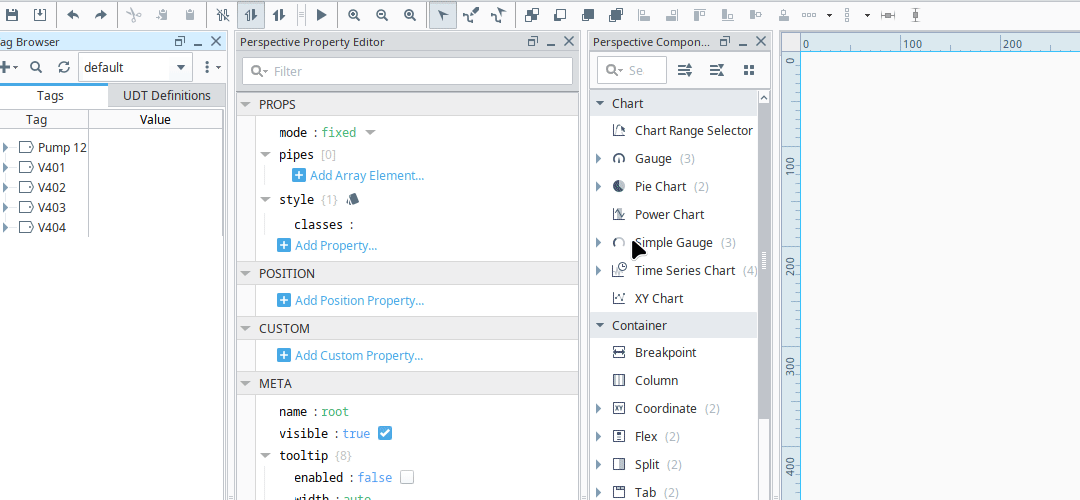 ag Browser
default
Tags UDT Definitions
Tag Value
Pump 12
V401
V402
V403
V404
Perspective Property Editor
Filter
PROPS
mode : fixed
pipes [0]
Add Array Element...
style {1}
classes :
Add Property...
POSITION
Add Position Property...
CUSTOM
Add Custom Property...
META
name : root
visible : true
tooltip {8}
enabled : false
width : auto
Perspective Compon...
Se
Chart
Chart Range Selector
Gauge (3)
Pie Chart (2)
Power Chart
Simple Gauge (3)
Time Series Chart (4)
XY Chart
Container
Breakpoint
Column
Coordinate (2)
Flex (2)
Split (2)
Tab (2)
0 100 200
0
100
200
300
400